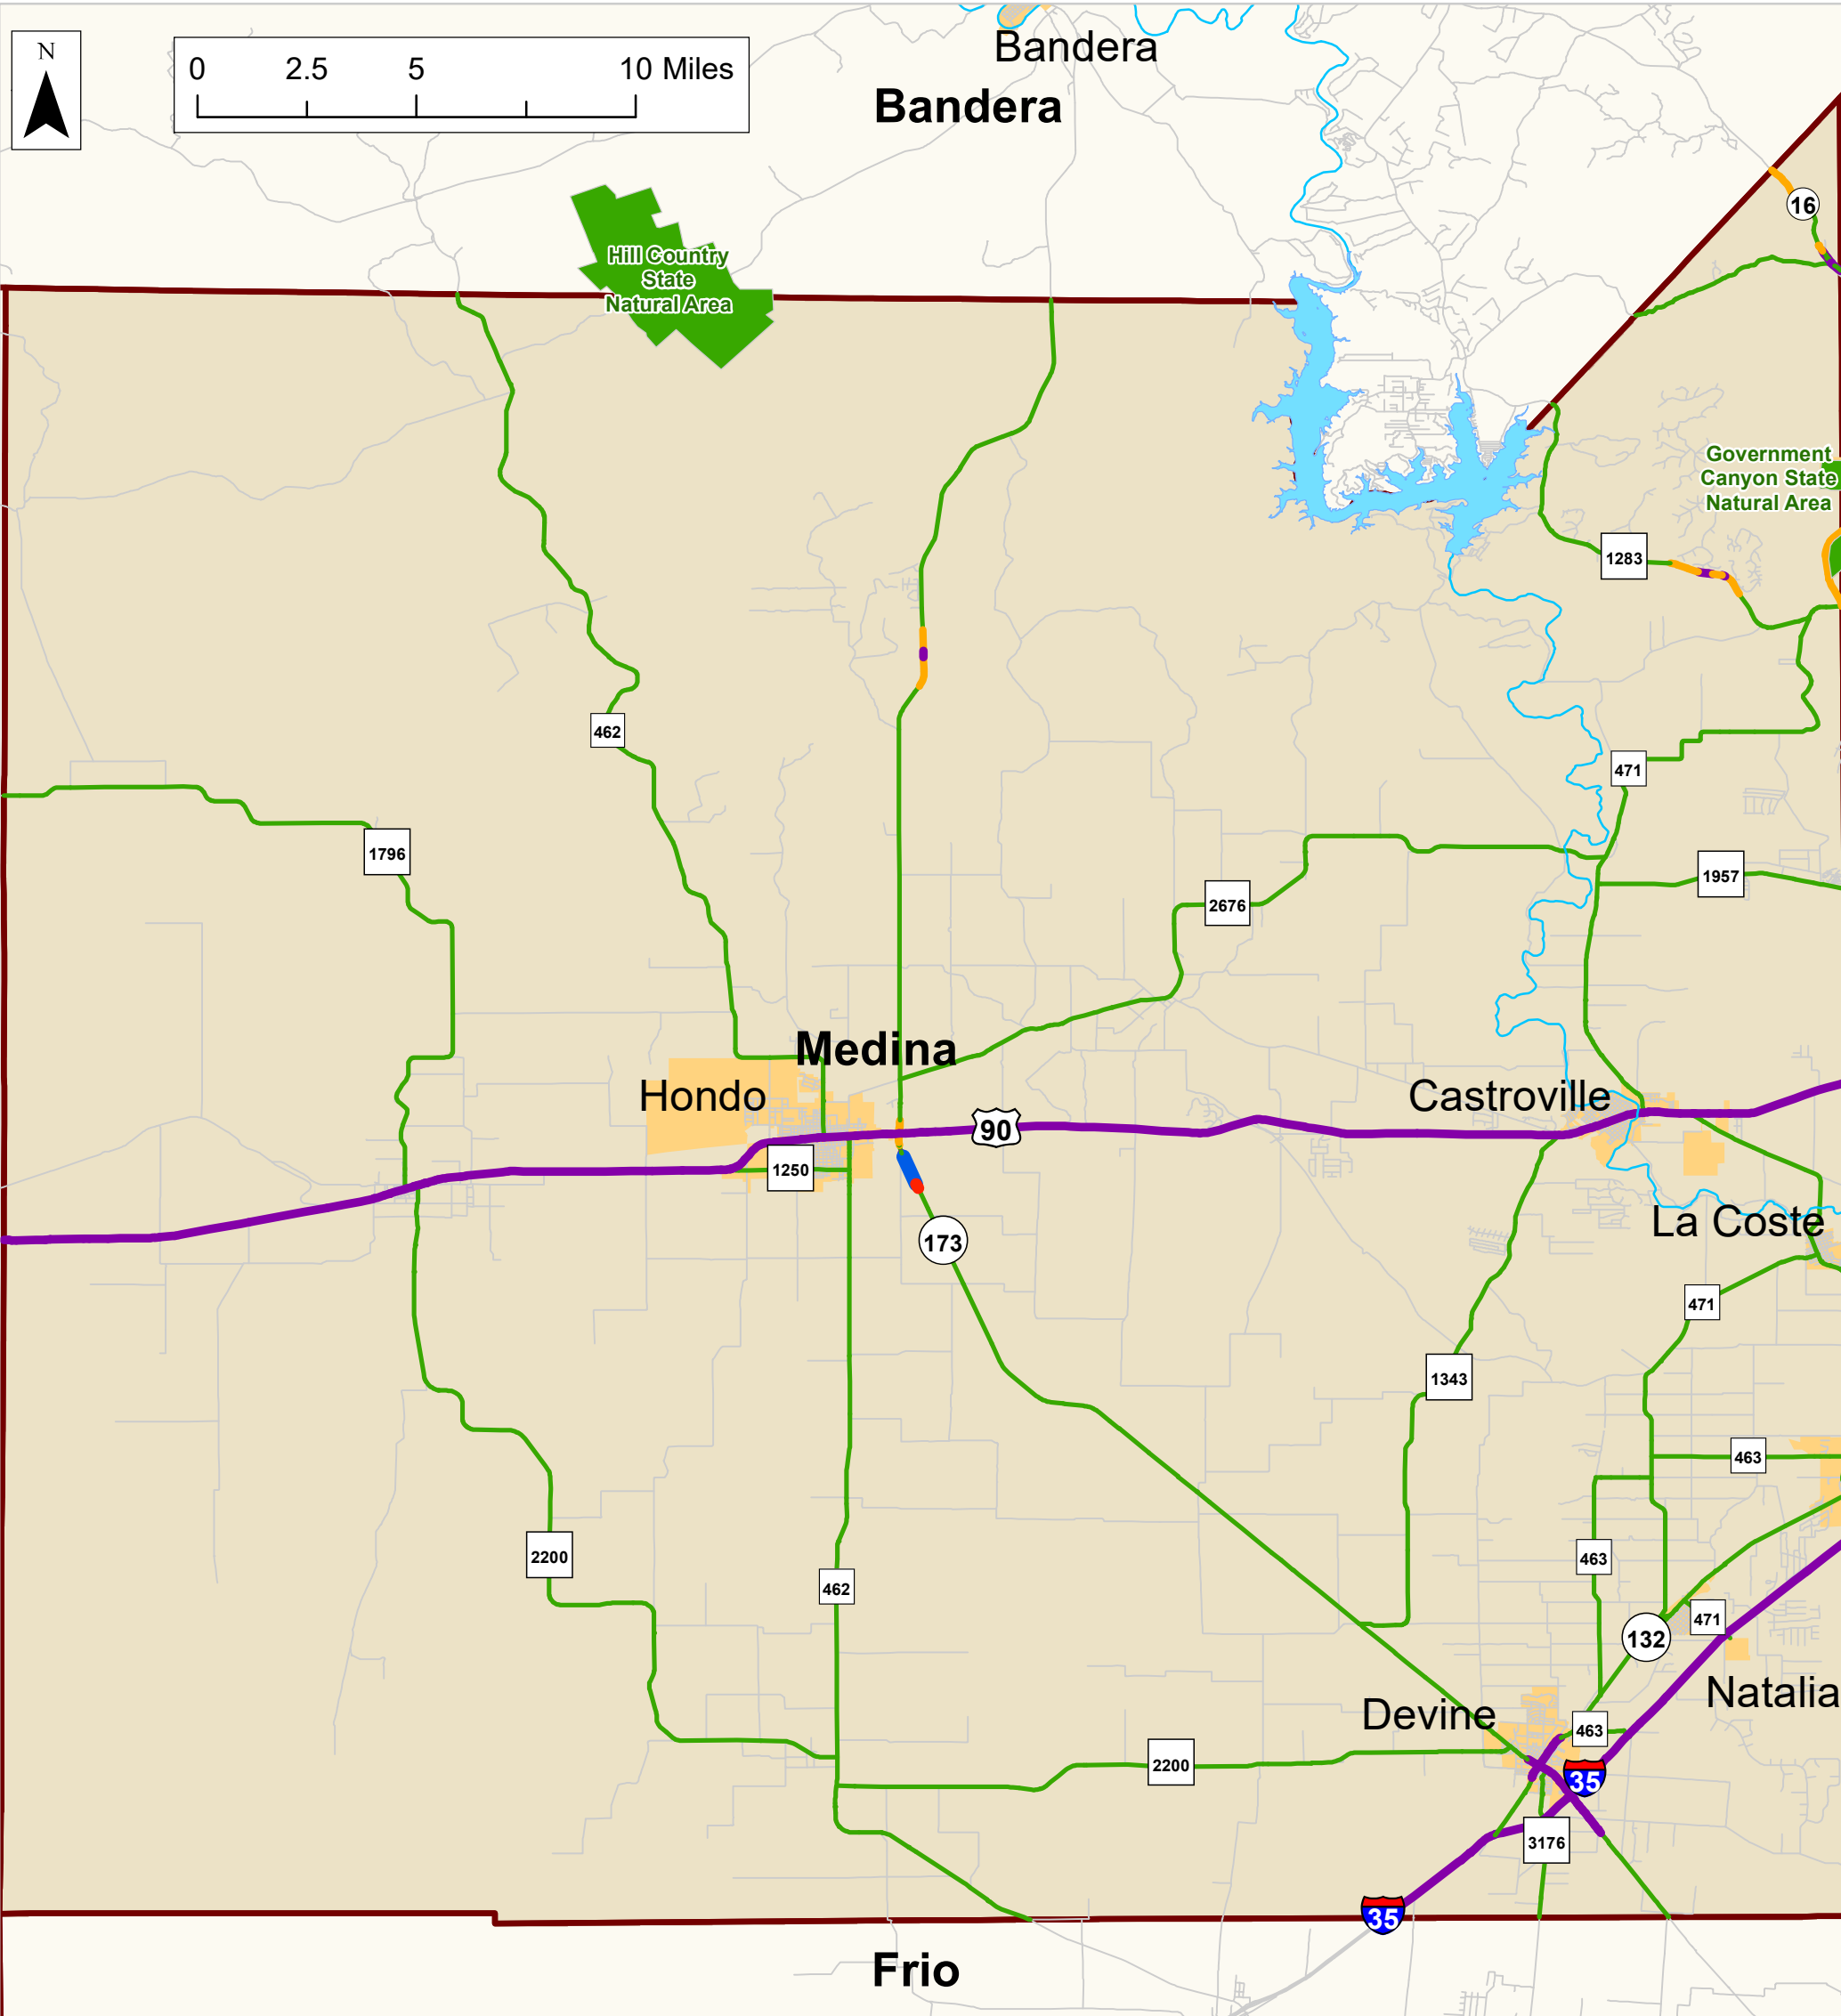 Bandera
N
0 2.5 5 10 Miles
Bandera
16
Hill Country
State
Natural Area
Government
Canyon State
Natural Area
1283
462
471
1796
1957
2676
Medina
Hondo
Castroville
90
1250
La Coste
173
471
1343
463
2200
463
462
471
132
Natalia
Devine
463
2200
35
3176
35
Frio